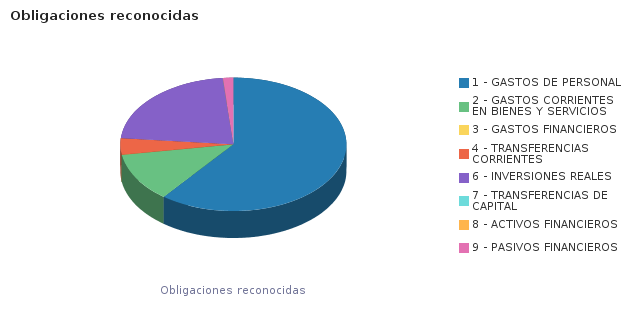 Obligaciones reconocidas
1 - GASTOS DE PERSONAL
2 - GASTOS CORRIENTES
EN BIENES Y SERVICIOS
3 - GASTOS FINANCIEROS
4 - TRANSFERENCIAS
CORRIENTES
6 - INVERSIONES REALES
7 - TRANSFERENCIAS DE
CAPITAL
8 - ACTIVOS FINANCIEROS
9 - PASIVOS FINANCIEROS
Obligaciones reconocidas